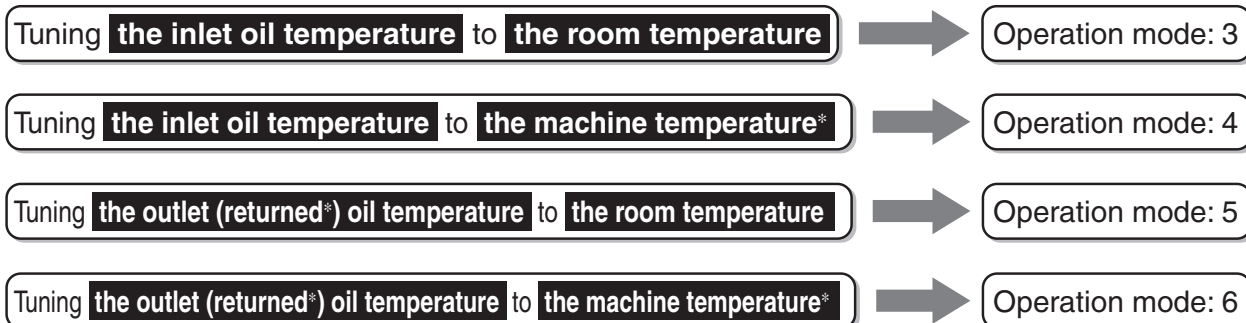 Tuning the inlet oil temperature to the room temperature Operation mode: 3
Tuning the inlet oil temperature to the machine temperature* Operation mode: 4
Tuning the outlet (returned*) oil temperature to the room temperature Operation mode: 5
Tuning the outlet (returned*) oil temperature to the machine temperature* Operation mode: 6